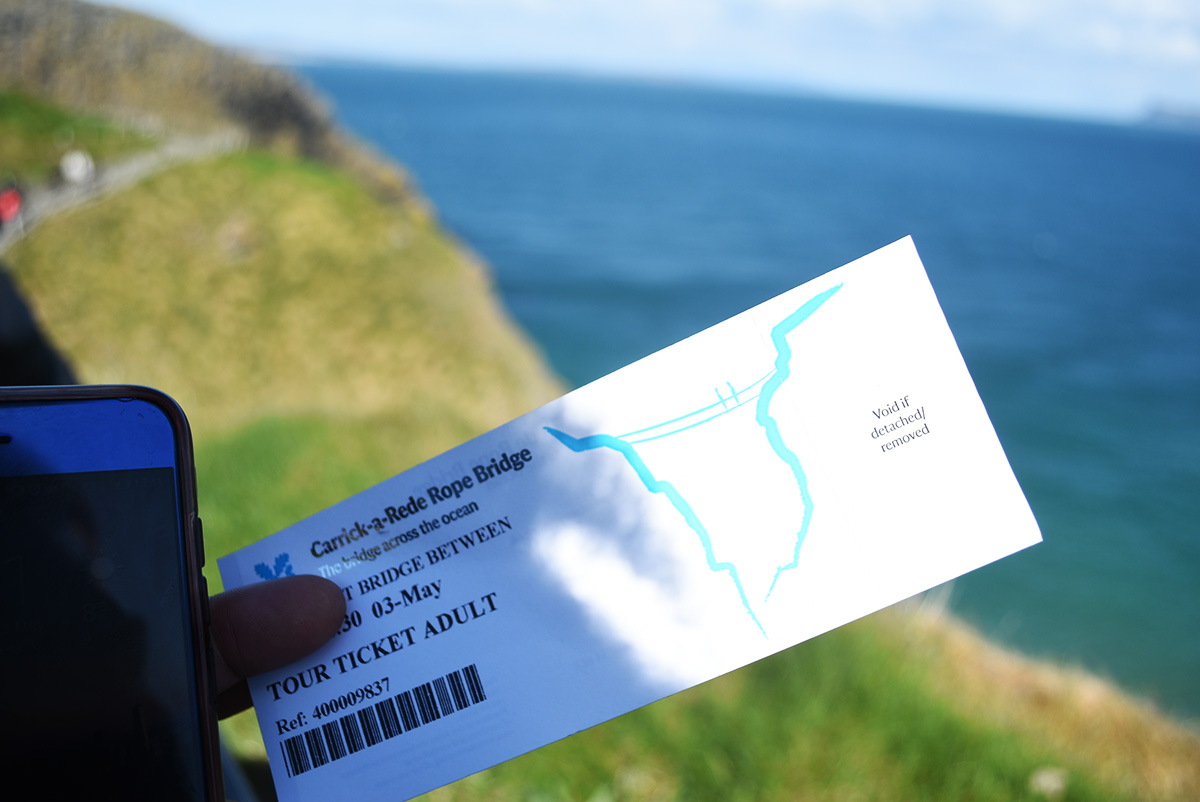 Carrick-a-Rede Rope Bridge
The bridge across the ocean
BRIDGE BETWEEN
30 03-May
TOUR TICKET ADULT
Ref: 400009837
Void if
detached/
removed